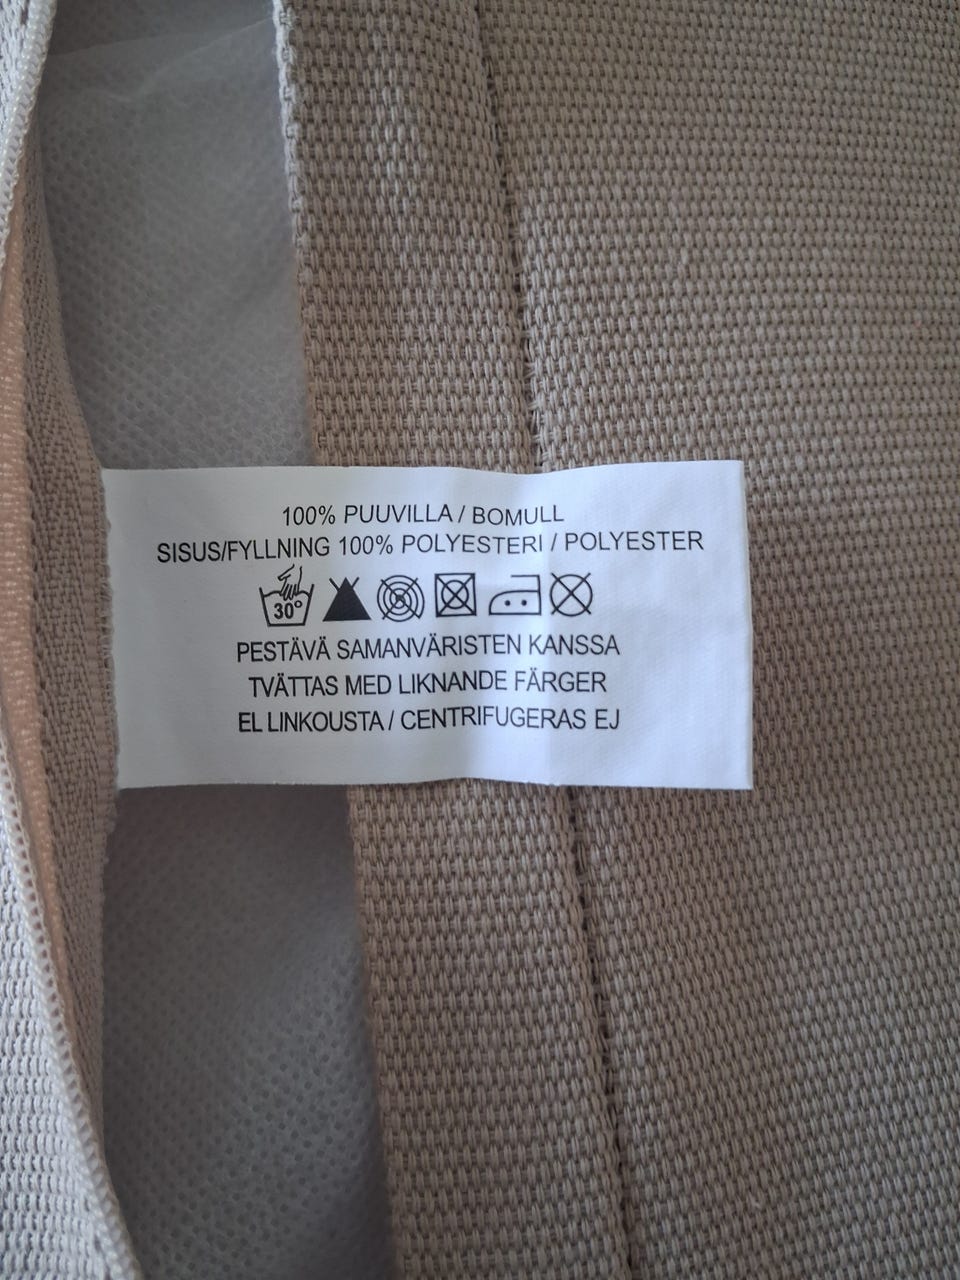 100% PUUVILLA / BOMULL
SISUS/FYLLNING 100% POLYESTERI / POLYESTER
30°
PESTÄVÄ SAMANVÄRISTEN KANSSA
TVÄTTAS MED LIKNANDE FÄRGER
EL LINKOUSTA / CENTRIFUGERAS EJ